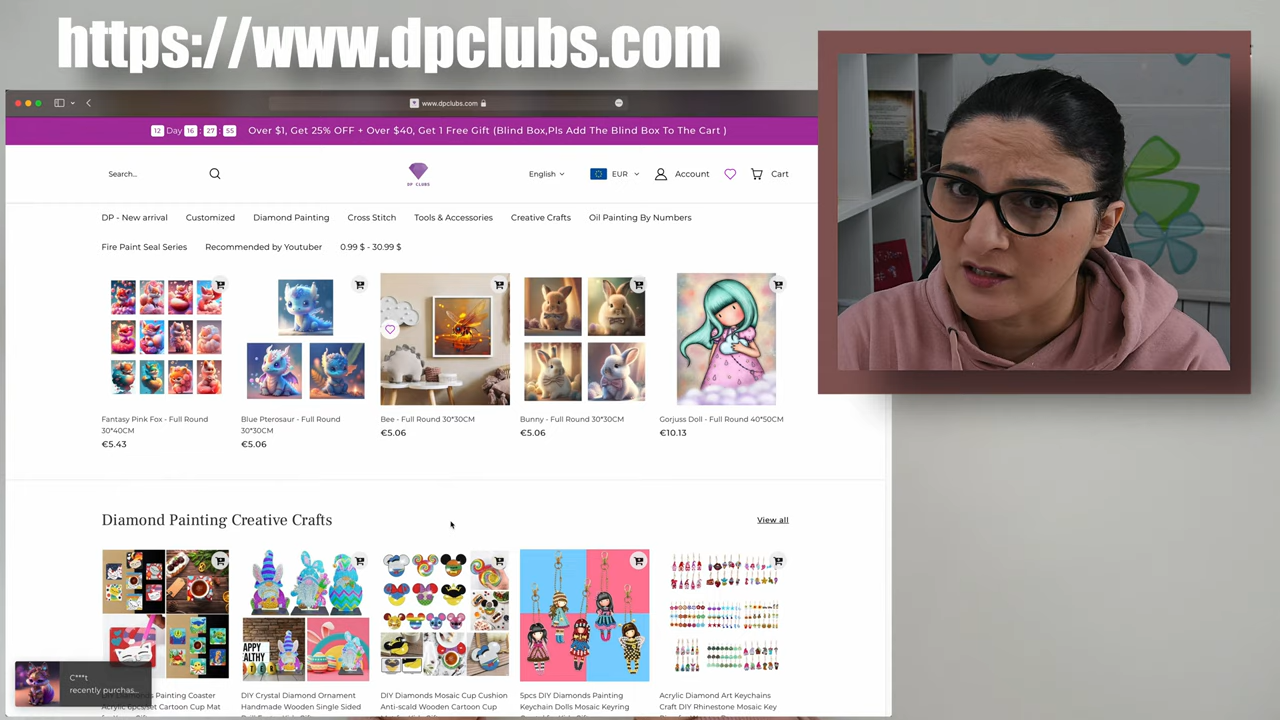 https://www.dpclubs.com
www.dpclubs.com
12 Day 16 : 27 : 55 Over $1, Get 25% OFF + Over $40, Get 1 Free Gift (Blind Box,Pls Add The Blind Box To The Cart )
Search...
DP CLUBS
English
EUR
Account
Cart
DP - New arrival
Customized
Diamond Painting
Cross Stitch
Tools & Accessories
Creative Crafts
Oil Painting By Numbers
Fire Paint Seal Series
Recommended by Youtuber
0.99 $ - 30.99 $
Fantasy Pink Fox - Full Round
30*40CM
€5.43
Blue Pterosaur - Full Round
30*30CM
€5.06
Bee - Full Round 30*30CM
€5.06
Bunny - Full Round 30*30CM
€5.06
Gorjuss Doll - Full Round 40*50CM
€10.13
Diamond Painting Creative Crafts
View all
HAPPY
Painting Coaster
DIY Crystal Diamond Ornament
Handmade Wooden Single Sided
DIY Diamonds Mosaic Cup Cushion
Anti-scald Wooden Cartoon Cup
5pcs DIY Diamonds Painting
Keychain Dolls Mosaic Keyring
Acrylic Diamond Art Keychains
Craft DIY Rhinestone Mosaic Key
C***t
recently purchas...